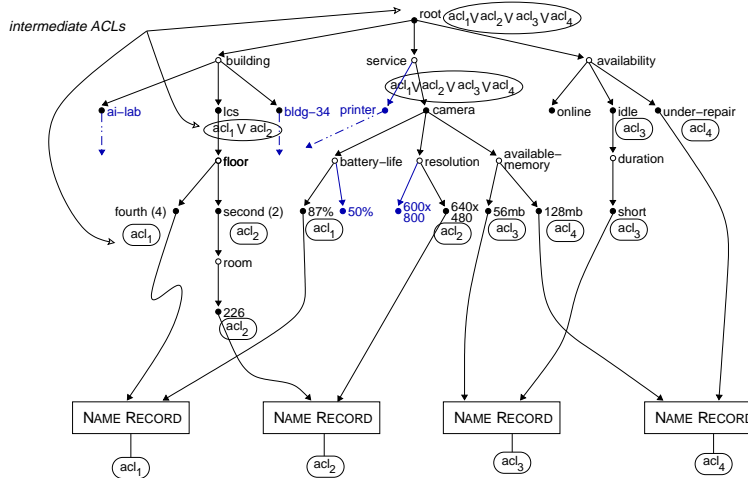 intermediate ACLs
root
acl1 V acl2 V acl3 V acl4
building
service
availability
acl1 V acl2 V acl3 V acl4
ai-lab
lcs
bldg-34
printer
camera
online
idle
under-repair
acl1 V acl2
acl3
acl4
floor
battery-life
resolution
available-
memory
duration
fourth (4)
second (2)
87%
50%
600x
800
640x
480
56mb
128mb
short
acl1
acl2
acl1
acl2
acl3
acl4
acl3
room
226
acl2
NAME RECORD
NAME RECORD
NAME RECORD
NAME RECORD
acl1
acl2
acl3
acl4